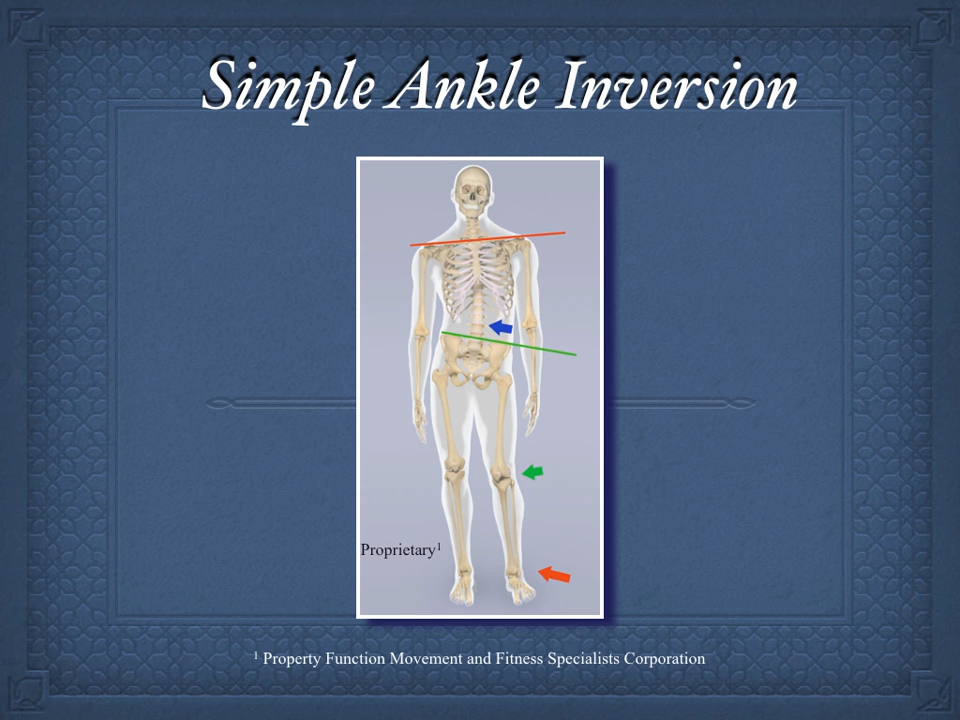 Simple Ankle Inversion
Proprietary¹
¹ Property Function Movement and Fitness Specialists Corporation